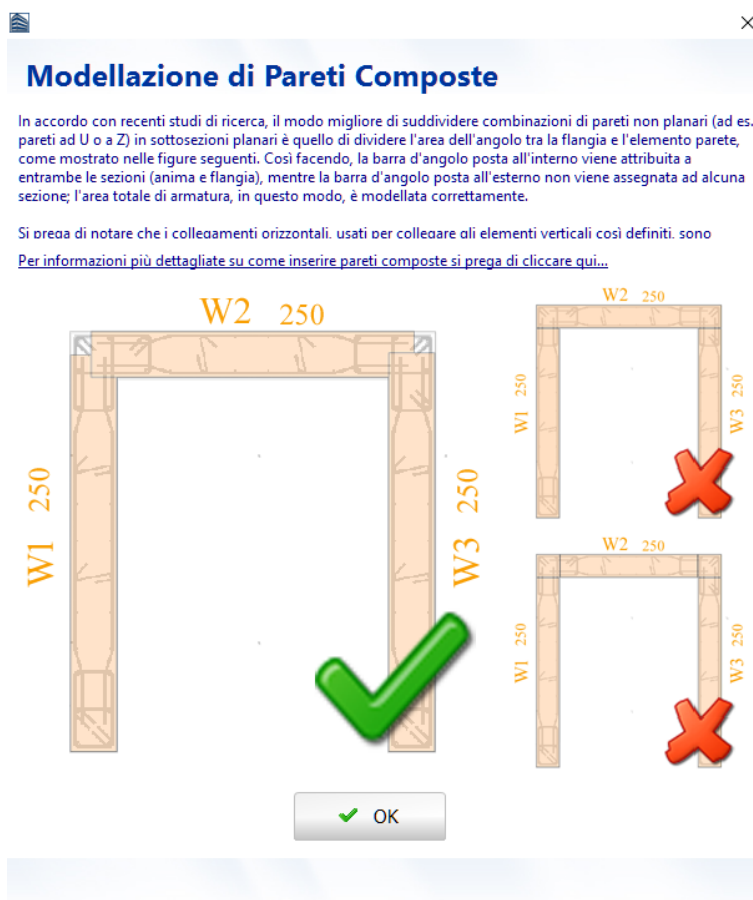 Modellazione di Pareti Composte
In accordo con recenti studi di ricerca, il modo migliore di suddividere combinazioni di pareti non planari (ad es.
pareti ad U o a Z) in sottosezioni planari è quello di dividere l'area dell'angolo tra la flangia e l'elemento parete,
come mostrato nelle figure seguenti. Così facendo, la barra d'angolo posta all'interno viene attribuita a
entrambe le sezioni (anima e flangia), mentre la barra d'angolo posta all'esterno non viene assegnata ad alcuna
sezione; l'area totale di armatura, in questo modo, è modellata correttamente.
Si prega di notare che i collegamenti orizzontali, usati per collegare gli elementi verticali così definiti, sono
Per informazioni più dettagliate su come inserire pareti composte si prega di cliccare qui...
W2 250
W1 250
W3 250
W2 250
W1 250
W3 250
W2 250
W1 250
W3 250
OK